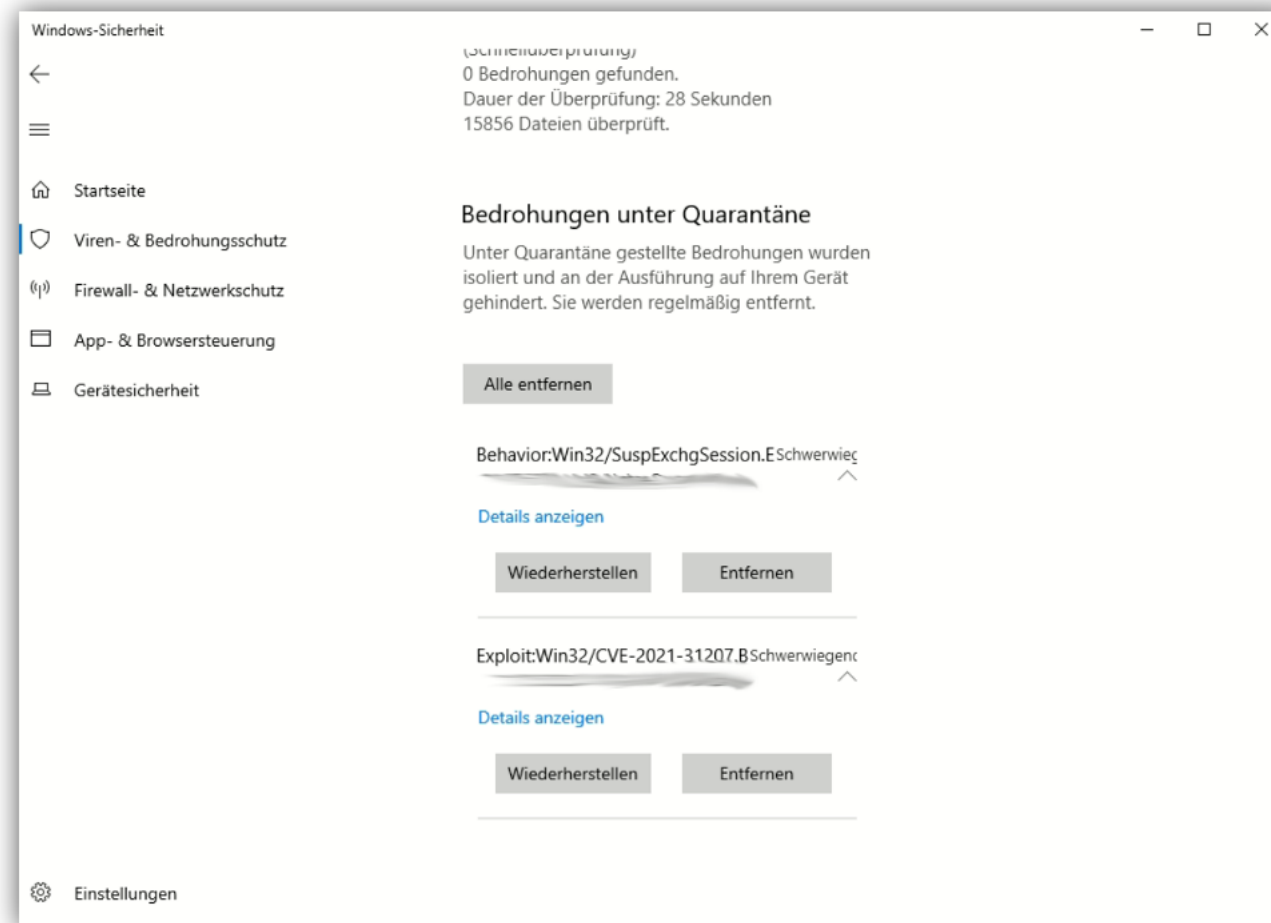 Windows-Sicherheit
(Schnellüberprüfung)
0 Bedrohungen gefunden.
Dauer der Überprüfung: 28 Sekunden
15856 Dateien überprüft.
Startseite
Viren- & Bedrohungsschutz
Firewall- & Netzwerkschutz
App- & Browsersteuerung
Gerätesicherheit
Bedrohungen unter Quarantäne
Unter Quarantäne gestellte Bedrohungen wurden
isoliert und an der Ausführung auf Ihrem Gerät
gehindert. Sie werden regelmäßig entfernt.
Alle entfernen
Behavior:Win32/SuspExchgSession.E Schwerwieg
Details anzeigen
Wiederherstellen Entfernen
Exploit:Win32/CVE-2021-31207.B Schwerwiegend
Details anzeigen
Wiederherstellen Entfernen
Einstellungen